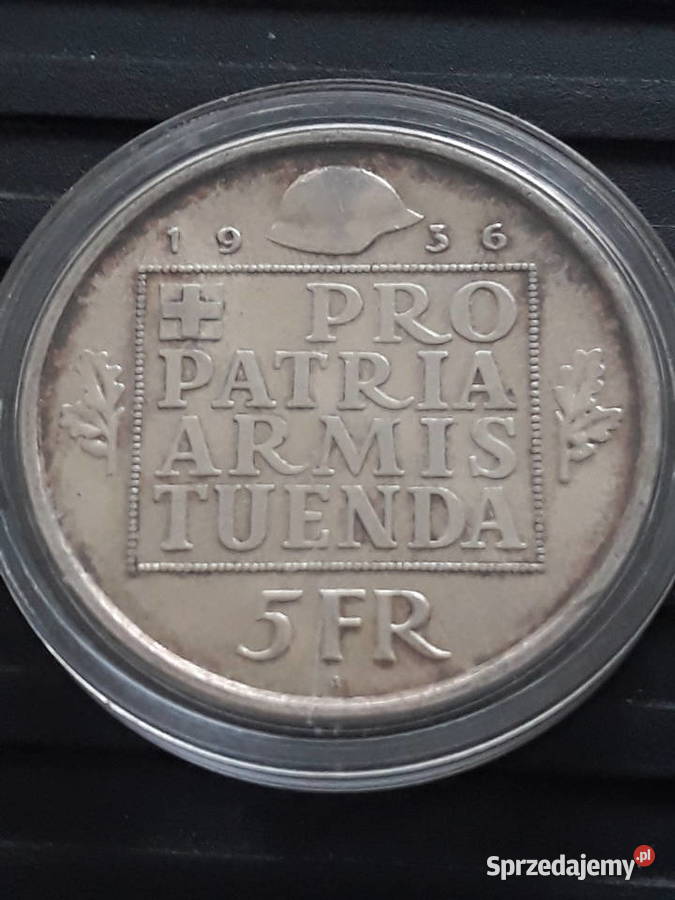 1936
PRO
PATRIA
ARMIS
TUENDA
5FR
Sprzedajemy.pl